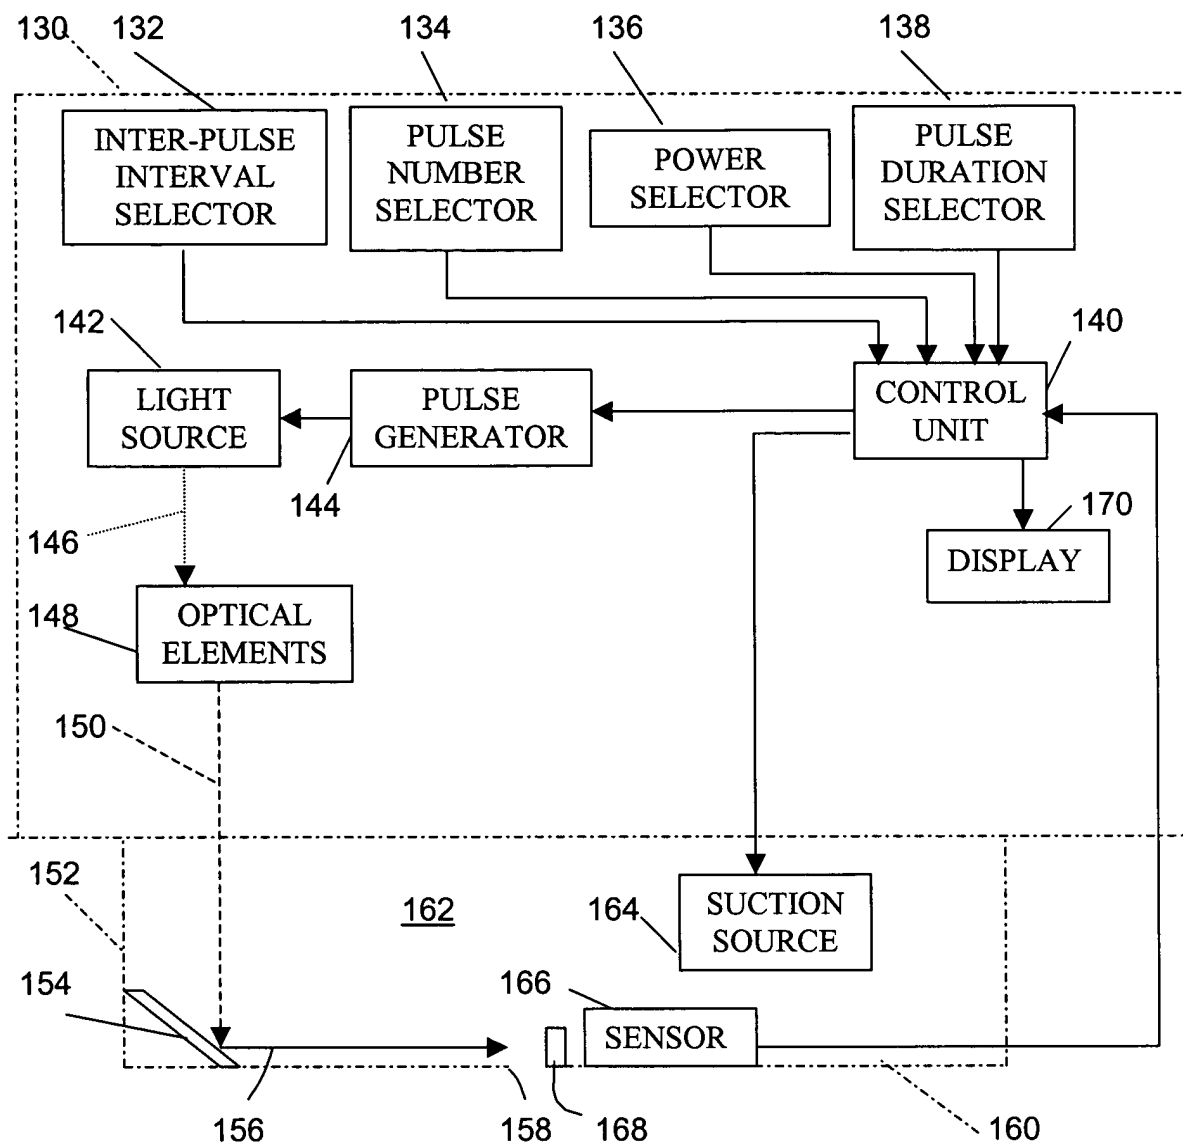 130
132
134
136
138
INTER-PULSE
INTERVAL
SELECTOR
PULSE
NUMBER
SELECTOR
POWER
SELECTOR
PULSE
DURATION
SELECTOR
142
140
LIGHT
SOURCE
PULSE
GENERATOR
CONTROL
UNIT
144
146
170
DISPLAY
148
OPTICAL
ELEMENTS
150
152
162
164
SUCTION
SOURCE
154
166
SENSOR
156
158
168
160